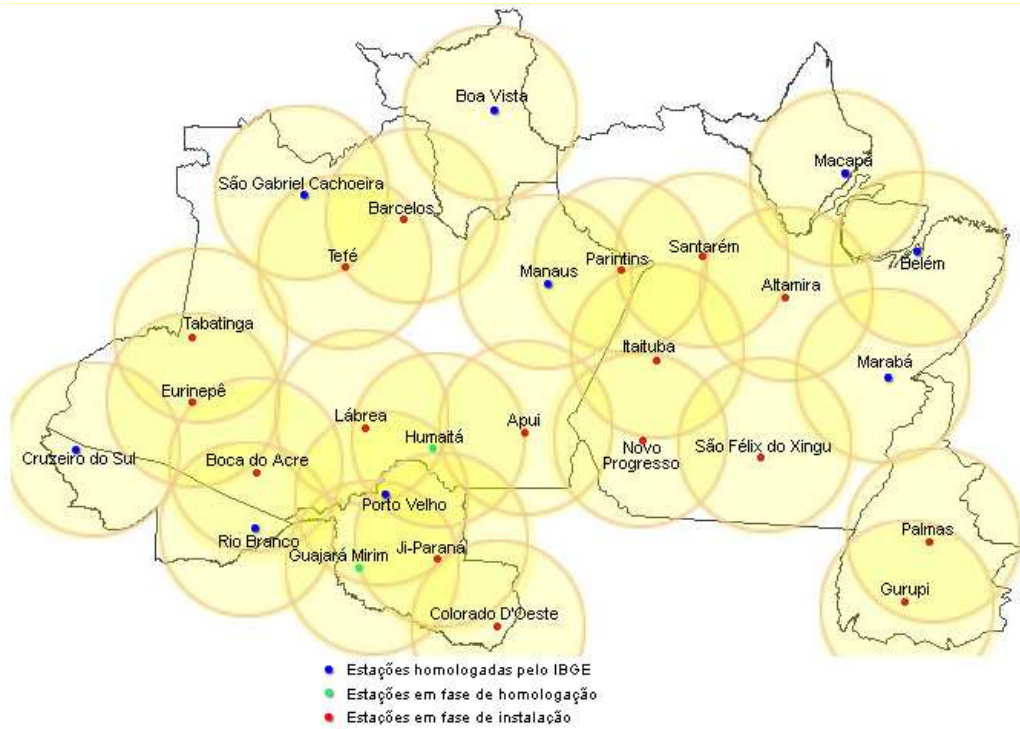 Boa Vista
Macapá
São Gabriel Cachoeira
Barcelos
Santarém
Tefé
Parintins
Belém
Manaus
Altamira
Tabatinga
Itaituba
Marabá
Eurinepê
Lábrea
Apui
Humaitá
Novo
Progresso
São Félix do Xingu
Cruzeiro do Sul
Boca do Acre
Porto Velho
Palmas
Rio Branco
Guajará Mirim
Ji-Paraná
Gurupi
Colorado D'Oeste
Estações homologadas pelo IBGE
Estações em fase de homologação
Estações em fase de instalação